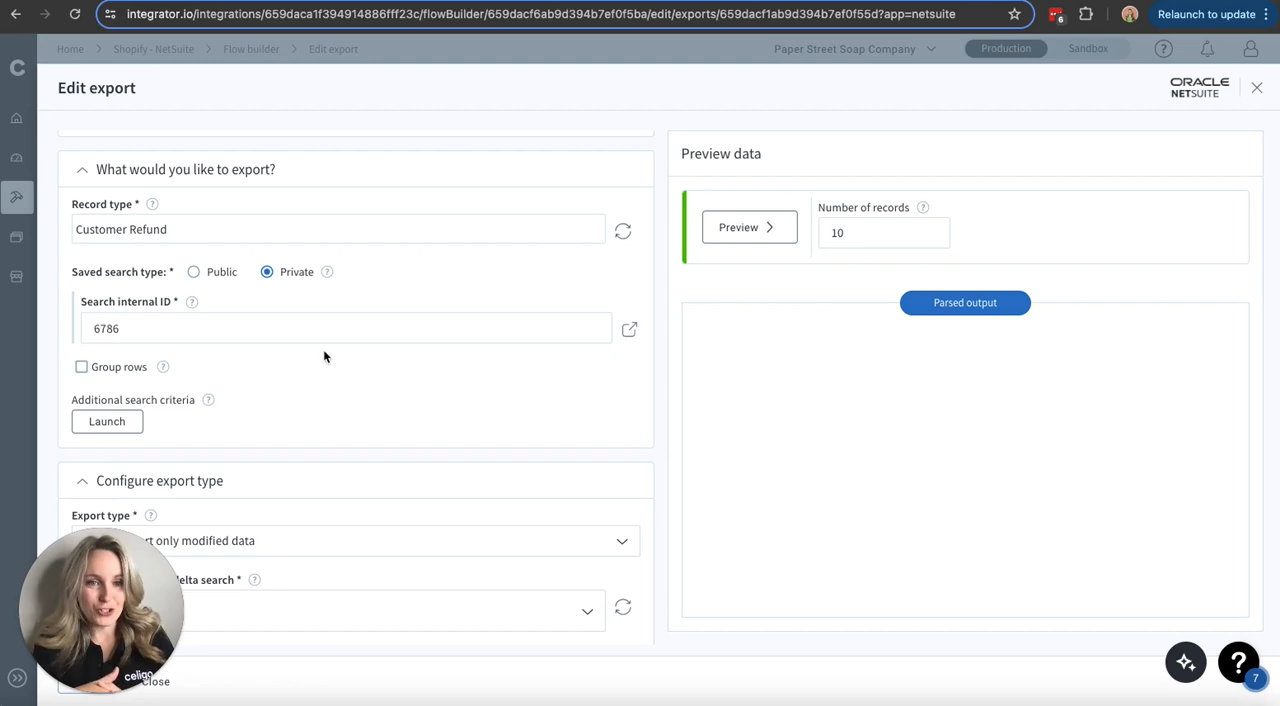 integrator.io/integrations/659daca1f394914886fff23c/flowBuilder/659dacf6ab9d394b7ef0f5ba/edit/exports/659dacf1ab9d394b7ef0f55d?app=netsuite
6
Relaunch to update
Home > Shopify - NetSuite > Flow builder > Edit export
Paper Street Soap Company
Production
Sandbox
Edit export
ORACLE
NETSUITE
What would you like to export?
Record type *
Customer Refund
Saved search type: * Public Private
Search internal ID *
6786
Group rows
Additional search criteria
Launch
Configure export type
Export type *
rt only modified data
elta search *
Close
celigo
Preview data
Preview >
Number of records
10
Parsed output
?
7